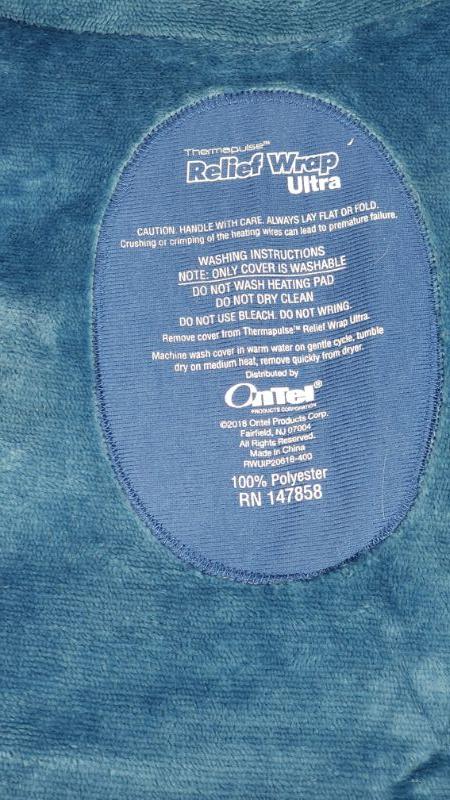 Thermapulse™
Relief Wrap
Ultra
CAUTION. HANDLE WITH CARE. ALWAYS LAY FLAT OR FOLD.
Crushing or crimping of the heating wires can lead to premature failure.
WASHING INSTRUCTIONS
NOTE: ONLY COVER IS WASHABLE
DO NOT WASH HEATING PAD
DO NOT DRY CLEAN
DO NOT USE BLEACH. DO NOT WRING.
Remove cover from Thermapulse™ Relief Wrap Ultra.
Machine wash cover in warm water on gentle cycle, tumble
dry on medium heat, remove quickly from dryer.
Distributed by
OnTel®
PRODUCTS CORPORATION
©2018 Ontel Products Corp.
Fairfield, NJ 07004
All Rights Reserved.
Made in China
RWUIP20618-400
100% Polyester
RN 147858